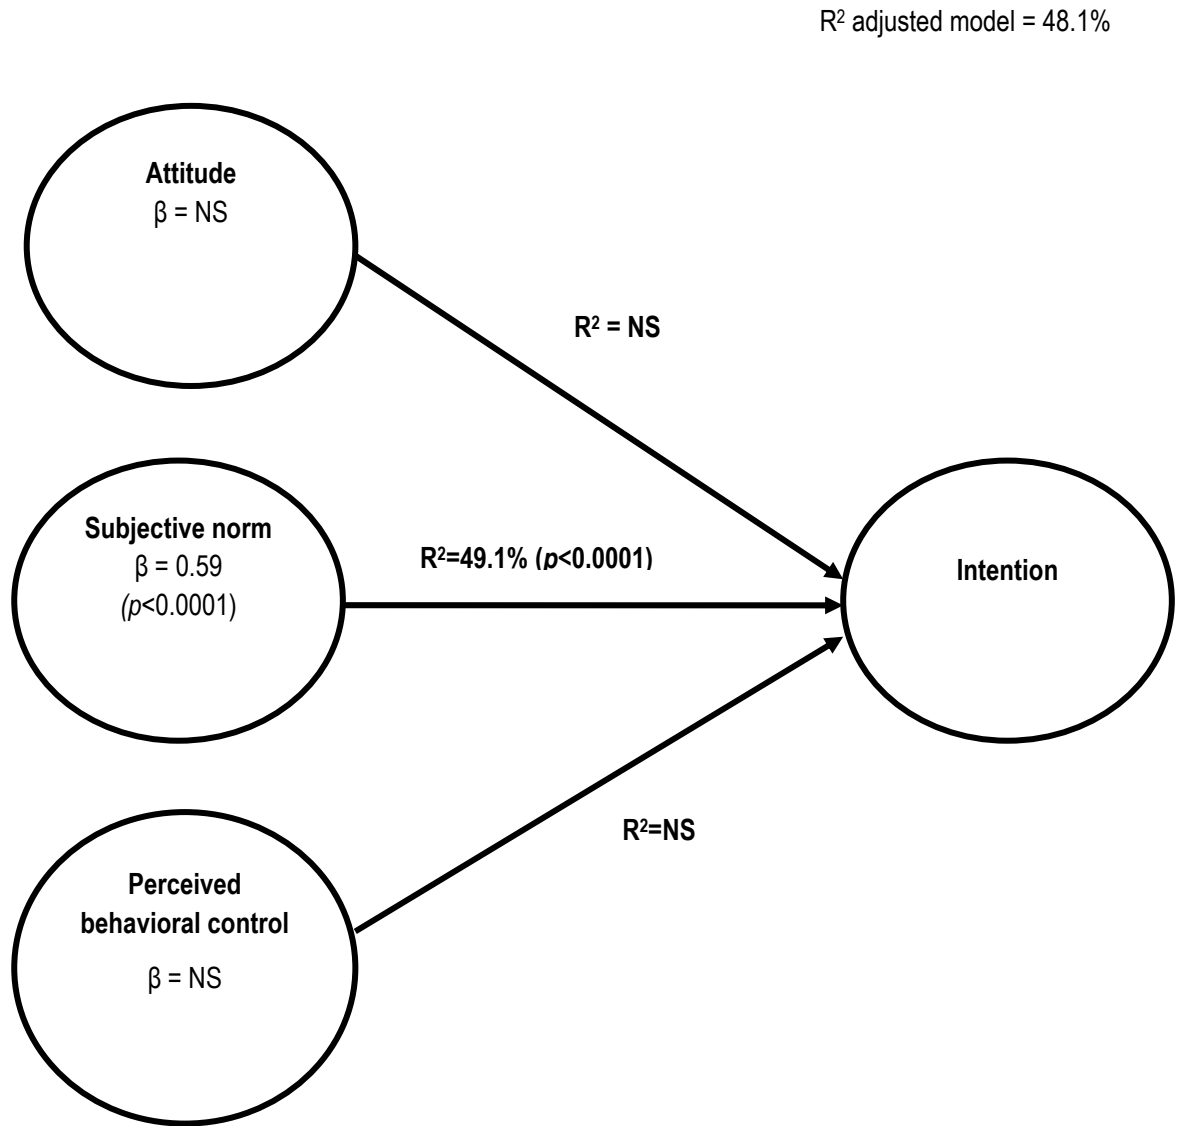 R² adjusted model = 48.1%
Attitude
β = NS
R² = NS
Subjective norm
β = 0.59
(p<0.0001)
R²=49.1% (p<0.0001)
Intention
R²=NS
Perceived
behavioral control
β = NS